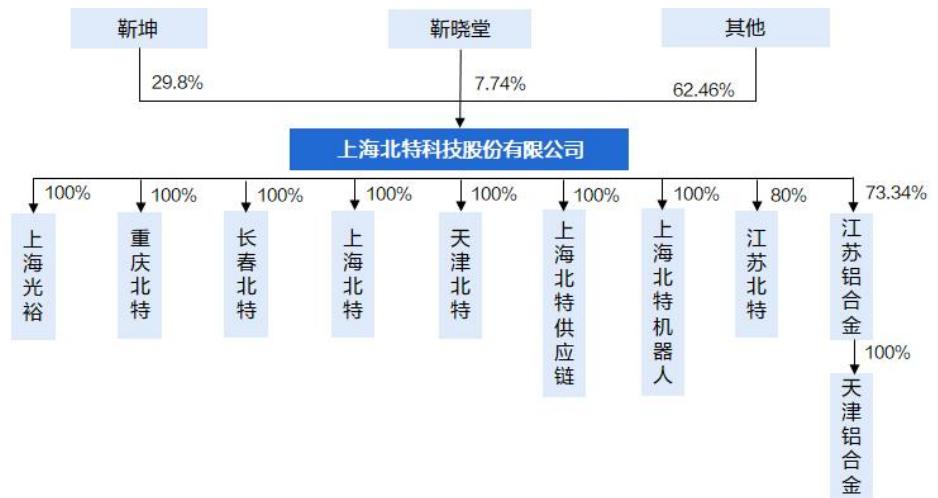 靳坤
靳晓堂
其他
29.8%
7.74%
62.46%
上海北特科技股份有限公司
100%
100%
100%
100%
100%
100%
100%
80%
73.34%
上海光裕
重庆北特
长春北特
上海北特
天津北特
上海北特供应链
上海北特机器人
江苏北特
江苏铝合金
100%
天津铝合金